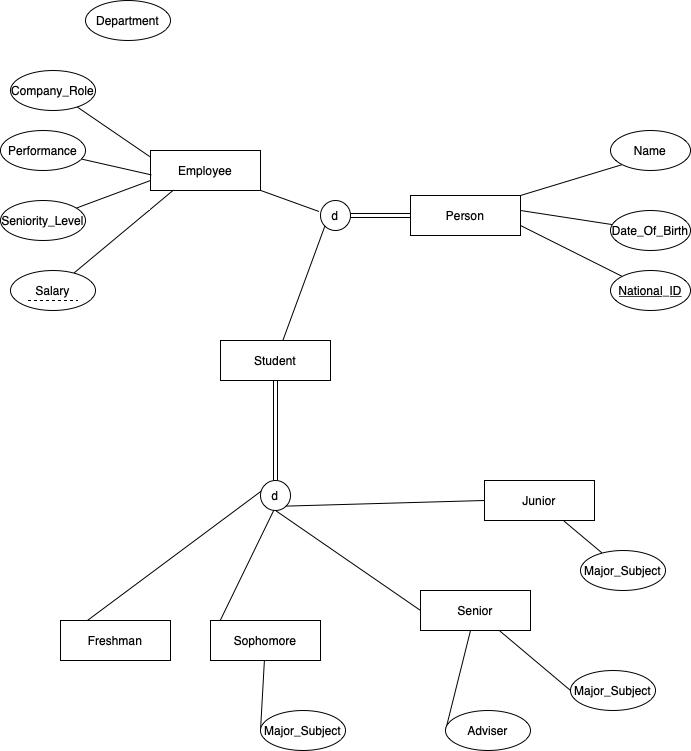 Department
Company_Role
Performance
Employee
Name
Seniority_Level
d
Person
Date_Of_Birth
Salary
National_ID
Student
d
Junior
Major_Subject
Senior
Freshman
Sophomore
Major_Subject
Major_Subject
Adviser